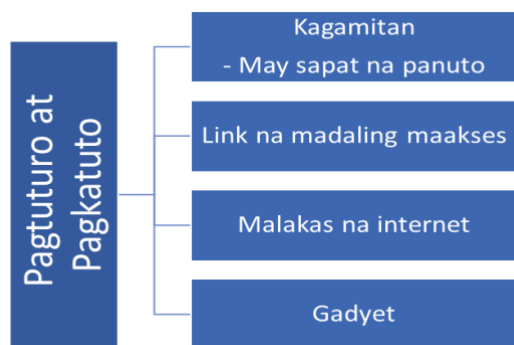 Pagtuturo at
Pagkatuto
Kagamitan
- May sapat na panuto
Link na madaling maakses
Malakas na internet
Gadyet